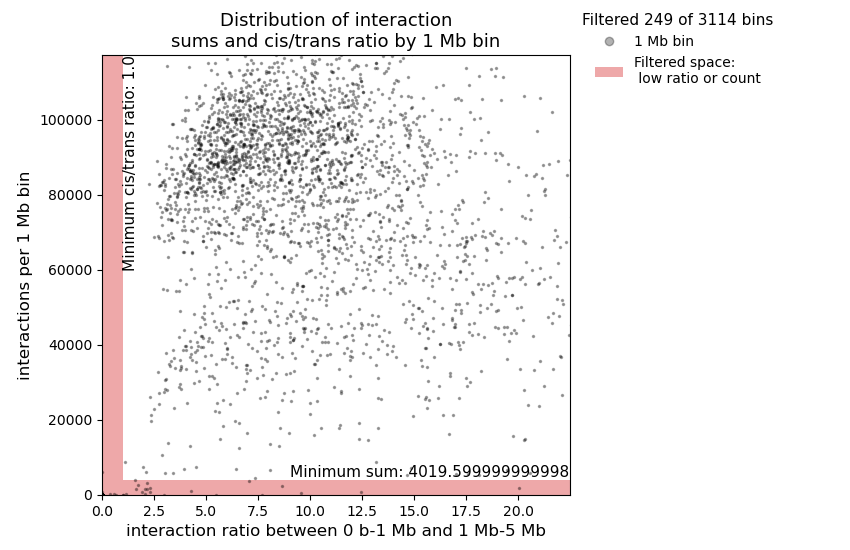 Distribution of interaction
sums and cis/trans ratio by 1 Mb bin
Filtered 249 of 3114 bins
1 Mb bin
Filtered space:
low ratio or count
Minimum cis/trans ratio: 1.0
interactions per 1 Mb bin
100000
80000
60000
40000
20000
0
Minimum sum: 4019.599999999998
0.0 2.5 5.0 7.5 10.0 12.5 15.0 17.5 20.0
interaction ratio between 0 b-1 Mb and 1 Mb-5 Mb